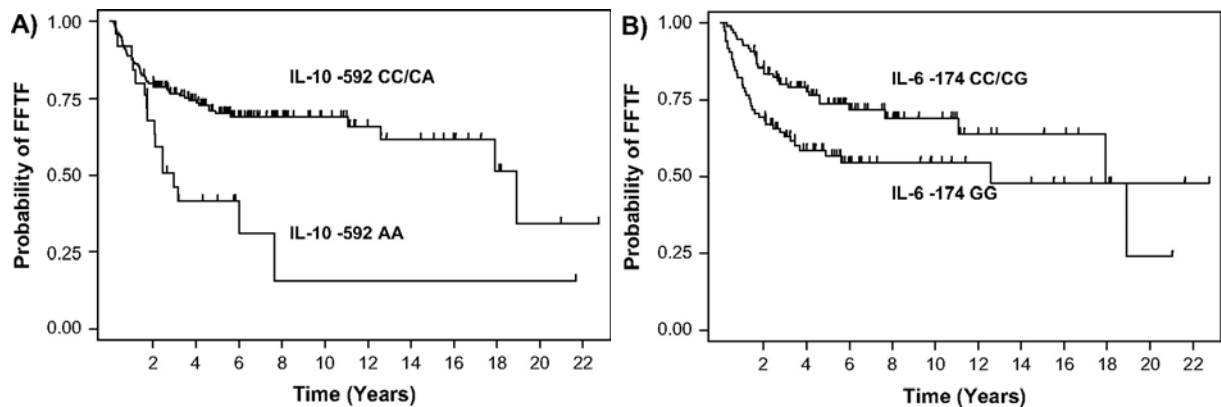 A)
Probability of FFTF
1.00
0.75
0.50
0.25
0.00
IL-10 -592 CC/CA
IL-10 -592 AA
2 4 6 8 10 12 14 16 18 20 22
Time (Years)
B)
Probability of FFTF
1.00
0.75
0.50
0.25
0.00
IL-6 -174 CC/CG
IL-6 -174 GG
2 4 6 8 10 12 14 16 18 20 22
Time (Years)